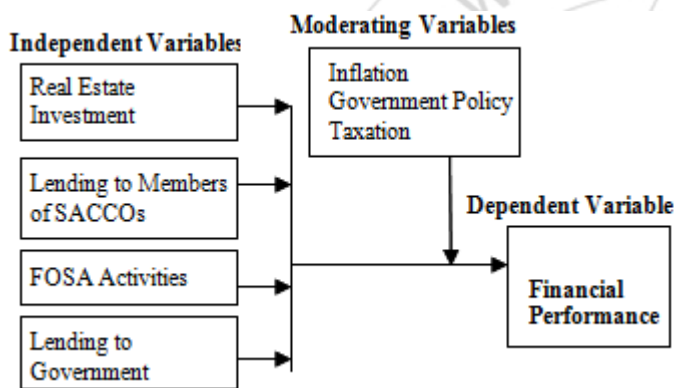 Independent Variables
Real Estate
Investment
Lending to Members
of SACCOs
FOSA Activities
Lending to
Government
Moderating Variables
Inflation
Government Policy
Taxation
Dependent Variable
Financial
Performance